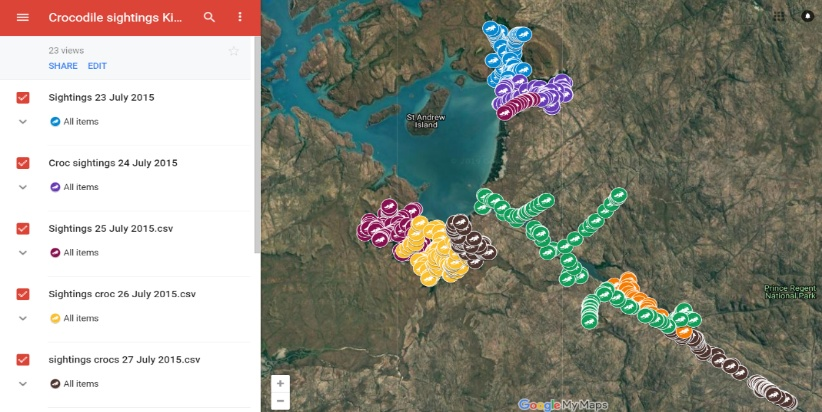 Crocodile sightings Ki...
23 views
SHARE EDIT
Sightings 23 July 2015
All items
Croc sightings 24 July 2015
All items
Sightings 25 July 2015.csv
All items
Sightings croc 26 July 2015.csv
All items
sightings crocs 27 July 2015.csv
All items
St Andrew
Island
Prince Regent
National Park
+
−
Google My Maps